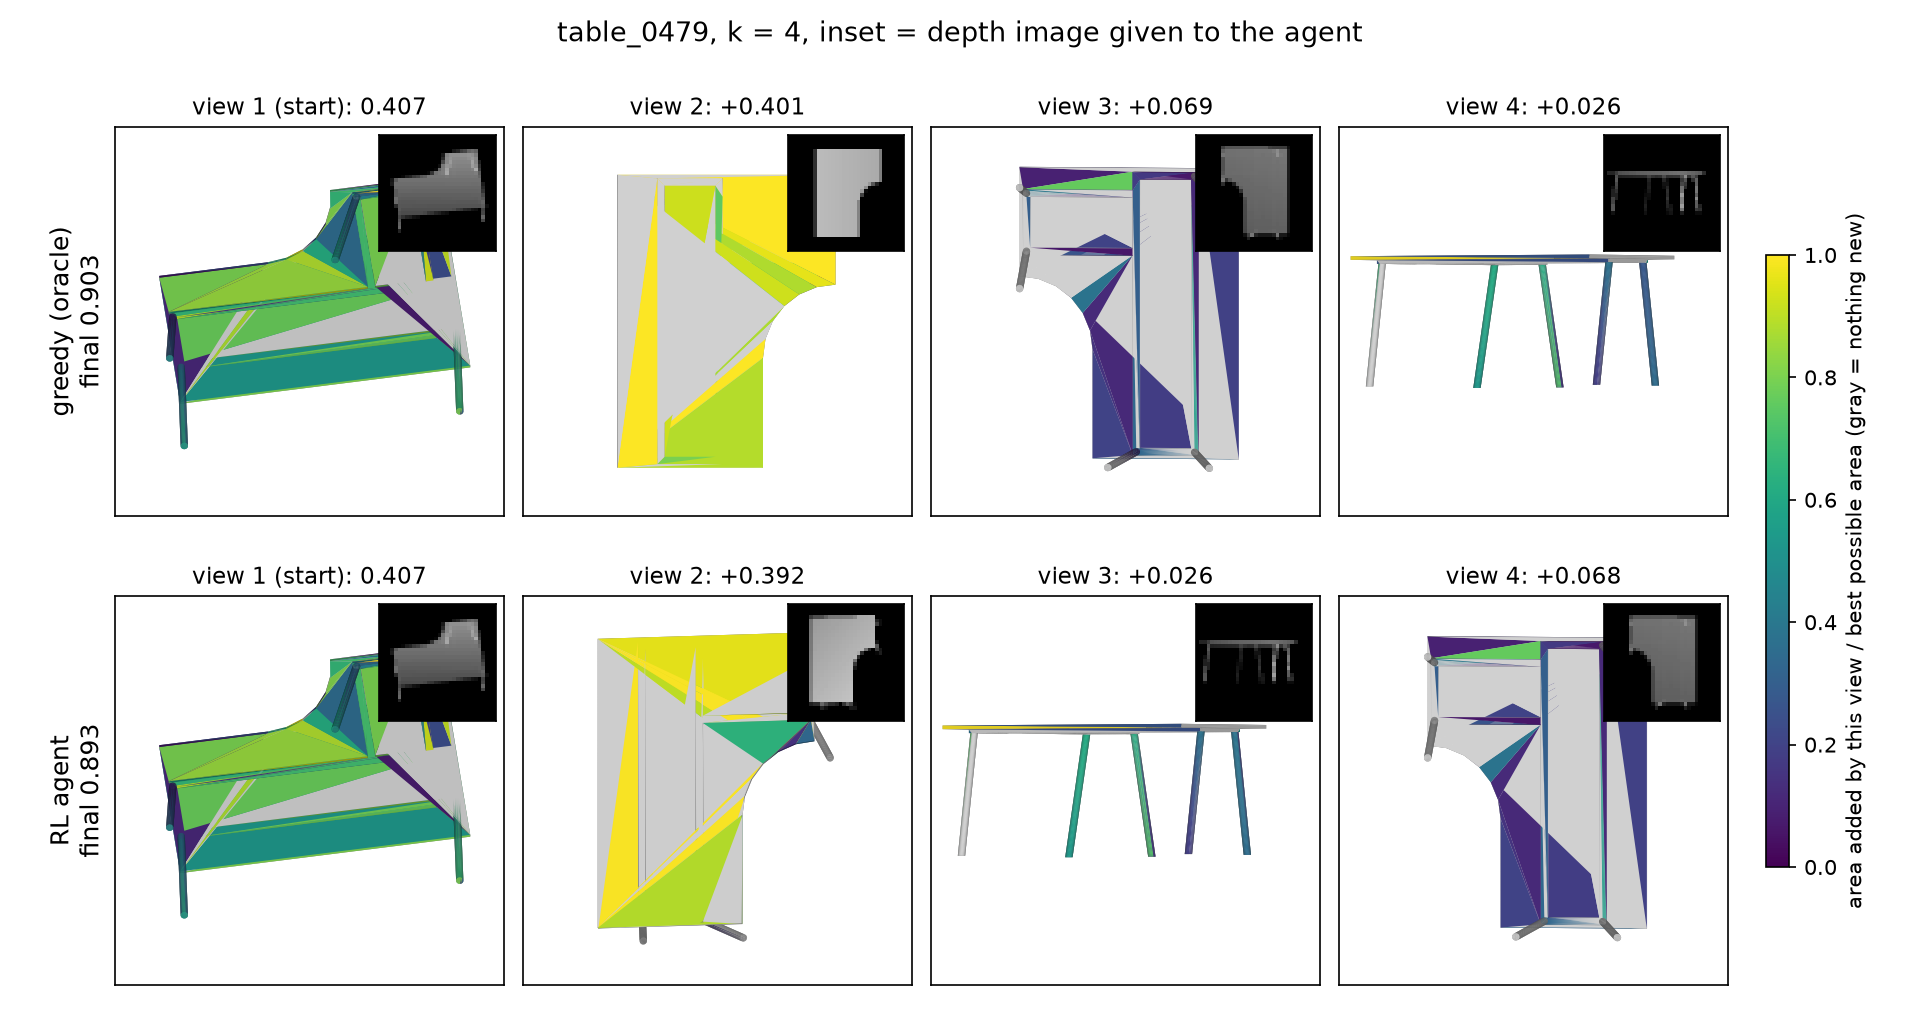 table_0479, k = 4, inset = depth image given to the agent
greedy (oracle)
final 0.903
view 1 (start): 0.407
view 2: +0.401
view 3: +0.069
view 4: +0.026
RL agent
final 0.893
view 1 (start): 0.407
view 2: +0.392
view 3: +0.026
view 4: +0.068
1.0
0.8
0.6
0.4
0.2
0.0
area added by this view / best possible area (gray = nothing new)